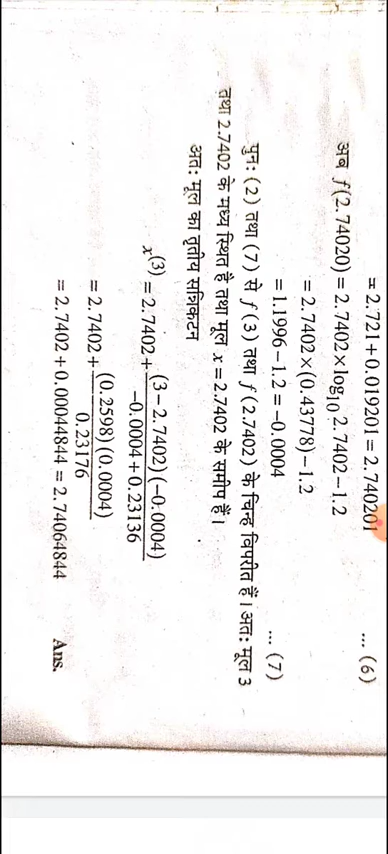 = 2.721+0.019201 = 2.740201 ... (6)
अब f(2.74020) = 2.7402×log₁₀ 2.7402−1.2
= 2.7402×(0.43778)−1.2
= 1.1996−1.2 = −0.0004 ... (7)
पुन: (2) तथा (7) से f(3) तथा f(2.7402) के चिन्ह विपरीत हैं। अत: मूल 3
तथा 2.7402 के मध्य स्थित है तथा मूल x = 2.7402 के समीप हैं।
अत: मूल का तृतीय सन्निकटन
x⁽³⁾ = 2.7402+ (3−2.7402)(−0.0004)
−0.0004+0.23136
= 2.7402+ (0.2598)(0.0004)
0.23176
= 2.7402+0.00044844 = 2.74064844 Ans.